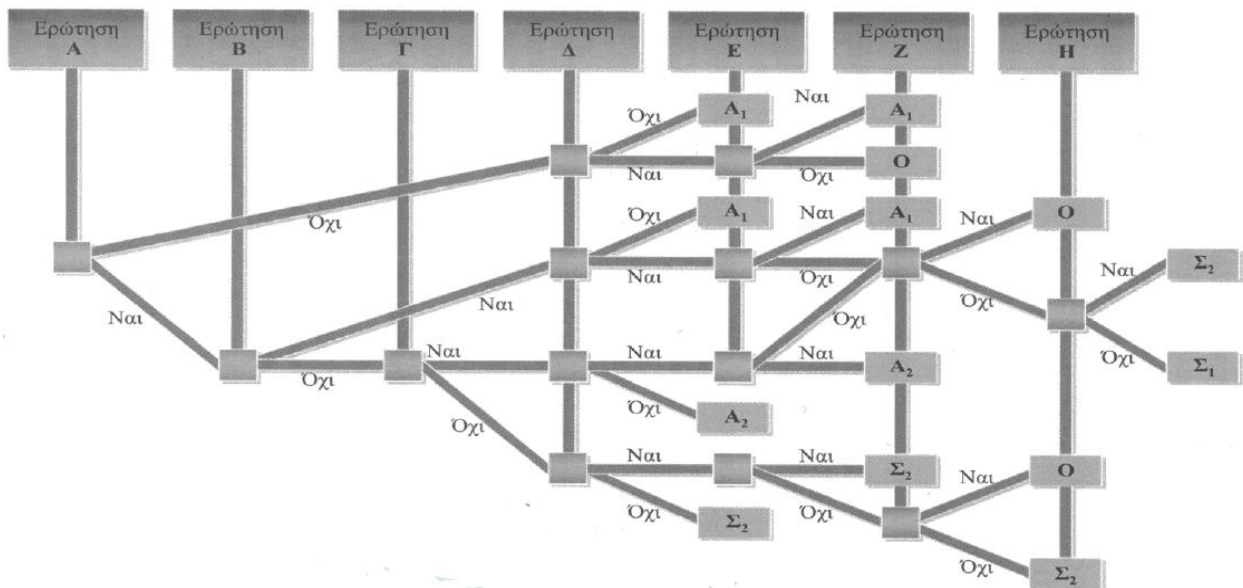 Ερώτηση Ερώτηση Ερώτηση Ερώτηση Ερώτηση Ερώτηση Ερώτηση
Α Β Γ Δ Ε Ζ Η
Όχι Α1 Ναι Α1
Ναι Όχι Ο
Όχι Όχι Α1 Ναι Α1 Ναι Ο
Ναι Όχι Όχι Ναι Σ2
Ναι Ναι Όχι Όχι Σ1
Όχι Ναι Ναι Ναι Α2
Όχι Όχι Α2
Ναι Ναι Σ2 Ναι Ο
Όχι Σ2 Όχι
Όχι Σ2